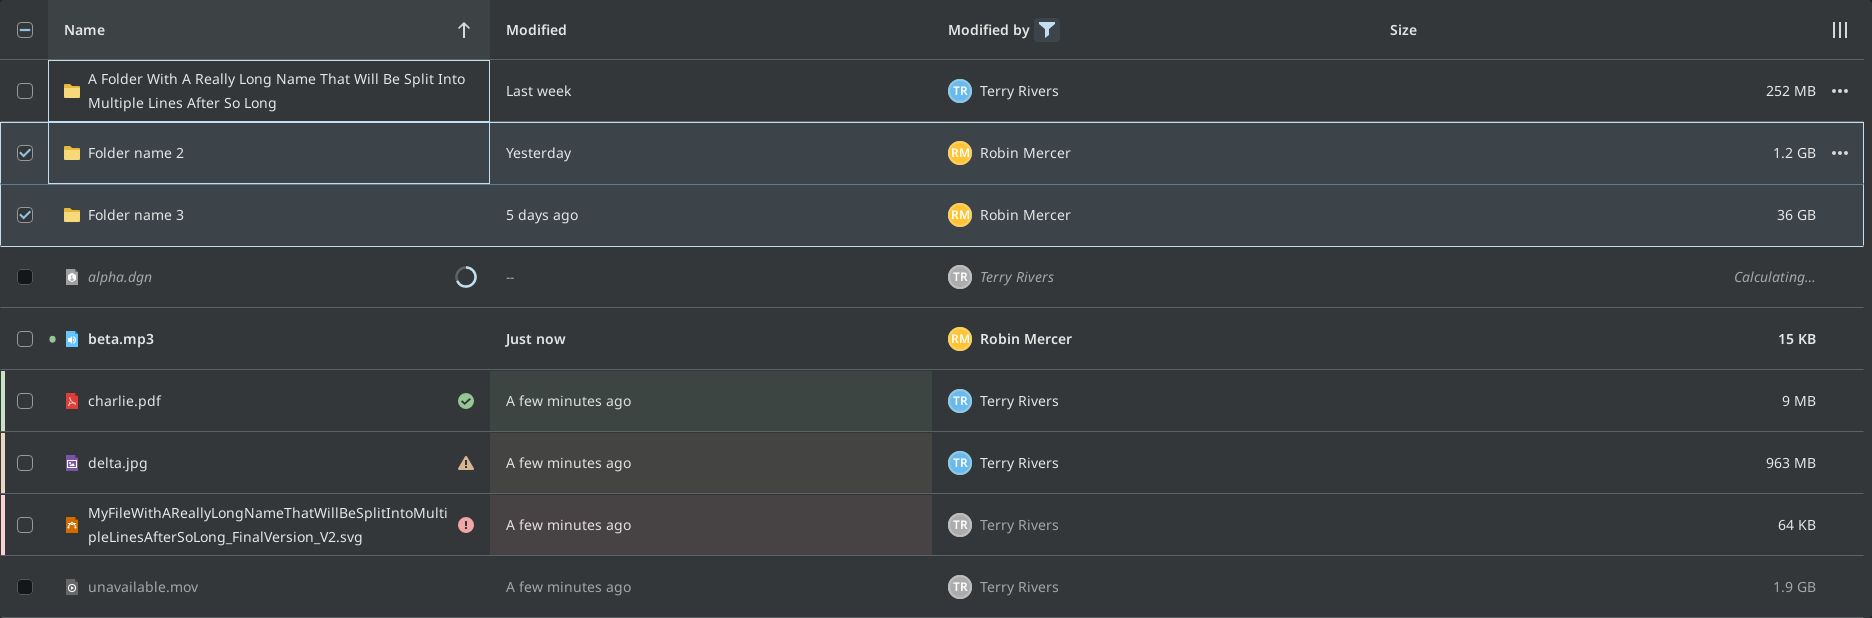 Name Modified Modified by Size
A Folder With A Really Long Name That Will Be Split Into
Multiple Lines After So Long
Last week TR Terry Rivers 252 MB
Folder name 2 Yesterday RM Robin Mercer 1.2 GB
Folder name 3 5 days ago RM Robin Mercer 36 GB
alpha.dgn -- TR Terry Rivers Calculating...
beta.mp3 Just now RM Robin Mercer 15 KB
charlie.pdf A few minutes ago TR Terry Rivers 9 MB
delta.jpg A few minutes ago TR Terry Rivers 963 MB
MyFileWithAReallyLongNameThatWillBeSplitIntoMulti
pleLinesAfterSoLong_FinalVersion_V2.svg
A few minutes ago TR Terry Rivers 64 KB
unavailable.mov A few minutes ago TR Terry Rivers 1.9 GB